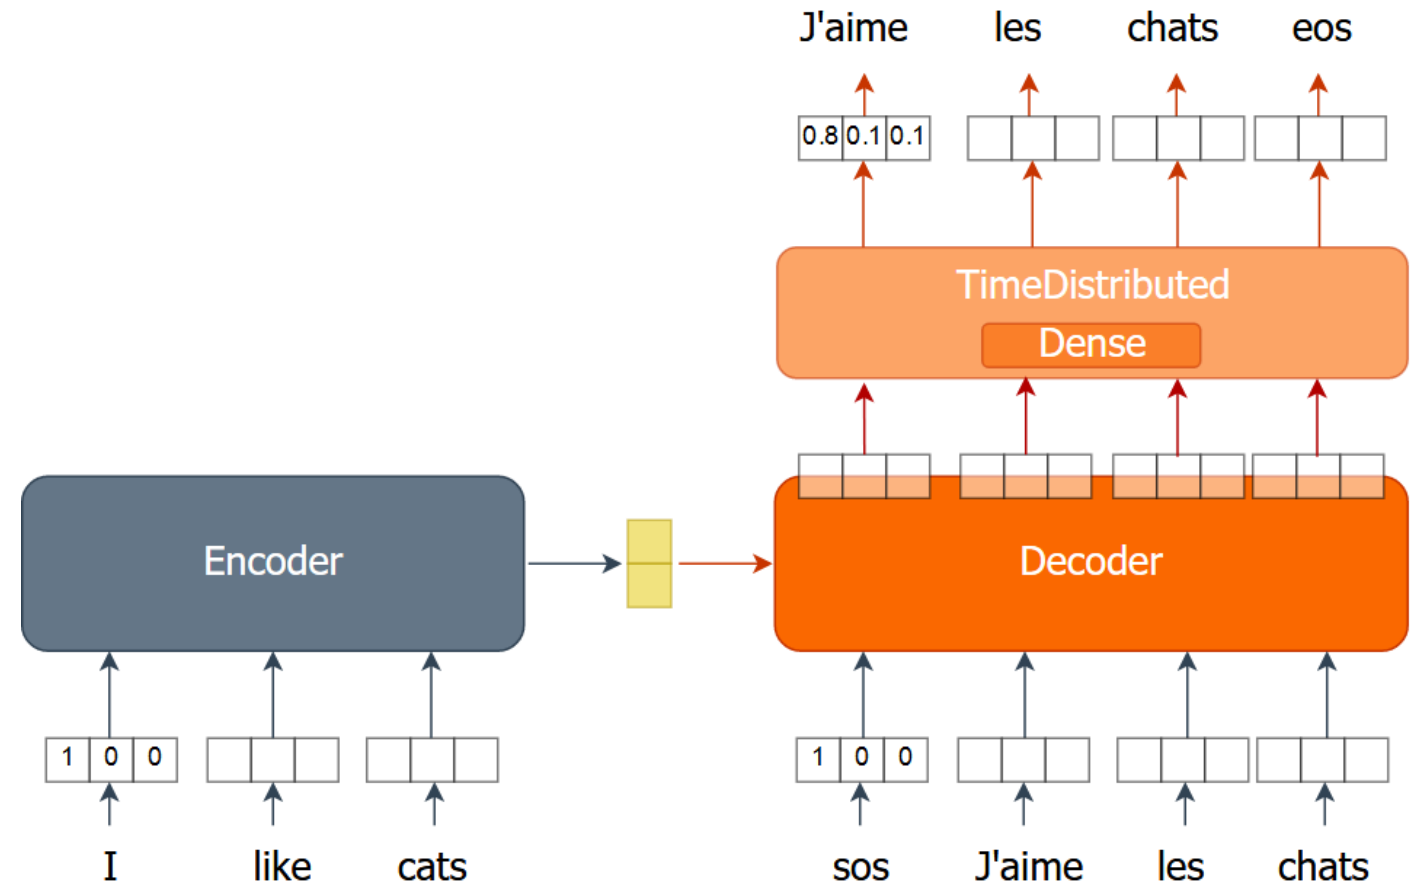 J'aime les chats eos
0.8 0.1 0.1
TimeDistributed
Dense
Encoder
Decoder
1 0 0
1 0 0
I like cats
sos J'aime les chats